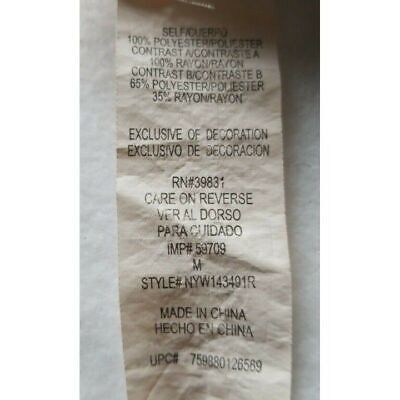 SELF/CUERPO
100% POLYESTER/POLIESTER
CONTRAST A/CONTRASTE A
100% RAYON/RAYON
CONTRAST B/CONTRASTE B
65% POLYESTER/POLIESTER
35% RAYON/RAYON
EXCLUSIVE OF DECORATION
EXCLUSIVO DE DECORACION
RN#39831
CARE ON REVERSE
VER AL DORSO
PARA CUIDADO
IMP# 59709
M
STYLE# NYW143491R
MADE IN CHINA
HECHO EN CHINA
UPC# 759880126569